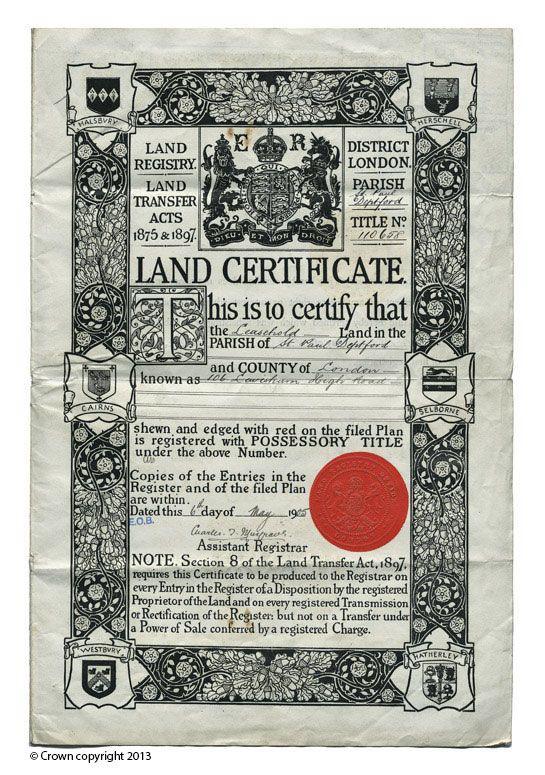 HALSBURY
HERSCHELL
LAND
REGISTRY.
LAND
TRANSFER
ACTS
1875 & 1897.
E R
DIEU ET MON DROIT
DISTRICT
LONDON.
PARISH
St Paul
Deptford
TITLE No
110658
LAND CERTIFICATE.
This is to certify that
the Leasehold Land in the
PARISH of St Paul Deptford
and COUNTY of London
known as 106 Lewisham High Road
CAIRNS
SELBORNE
shewn and edged with red on the filed Plan
is registered with POSSESSORY TITLE
under the above Number.
Copies of the Entries in the
Register and of the filed Plan
are within.
Dated this 6th day of May 1905
E.O.B.
Charles J Musgrave
Assistant Registrar
NOTE. Section 8 of the Land Transfer Act, 1897,
requires this Certificate to be produced to the Registrar on
every Entry in the Register of a Disposition by the registered
Proprietor of the Land and on every registered Transmission
or Rectification of the Register: but not on a Transfer under
a Power of Sale conferred by a registered Charge.
WESTBURY
HATHERLEY
© Crown copyright 2013